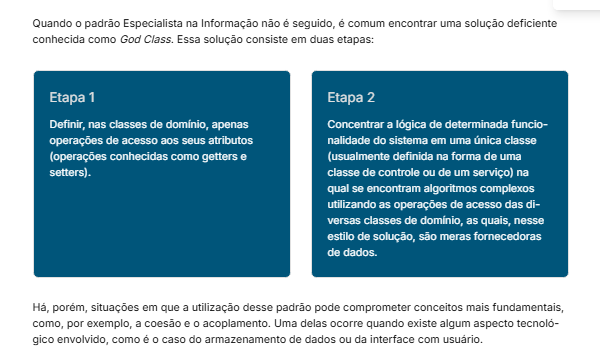 Quando o padrão Especialista na Informação não é seguido, é comum encontrar uma solução deficiente
conhecida como God Class. Essa solução consiste em duas etapas:
Etapa 1
Definir, nas classes de domínio, apenas
operações de acesso aos seus atributos
(operações conhecidas como getters e
setters).
Etapa 2
Concentrar a lógica de determinada funcio-
nalidade do sistema em uma única classe
(usualmente definida na forma de uma
classe de controle ou de um serviço) na
qual se encontram algoritmos complexos
utilizando as operações de acesso das di-
versas classes de domínio, as quais, nesse
estilo de solução, são meras fornecedoras
de dados.
Há, porém, situações em que a utilização desse padrão pode comprometer conceitos mais fundamentais,
como, por exemplo, a coesão e o acoplamento. Uma delas ocorre quando existe algum aspecto tecnoló-
gico envolvido, como é o caso do armazenamento de dados ou da interface com usuário.